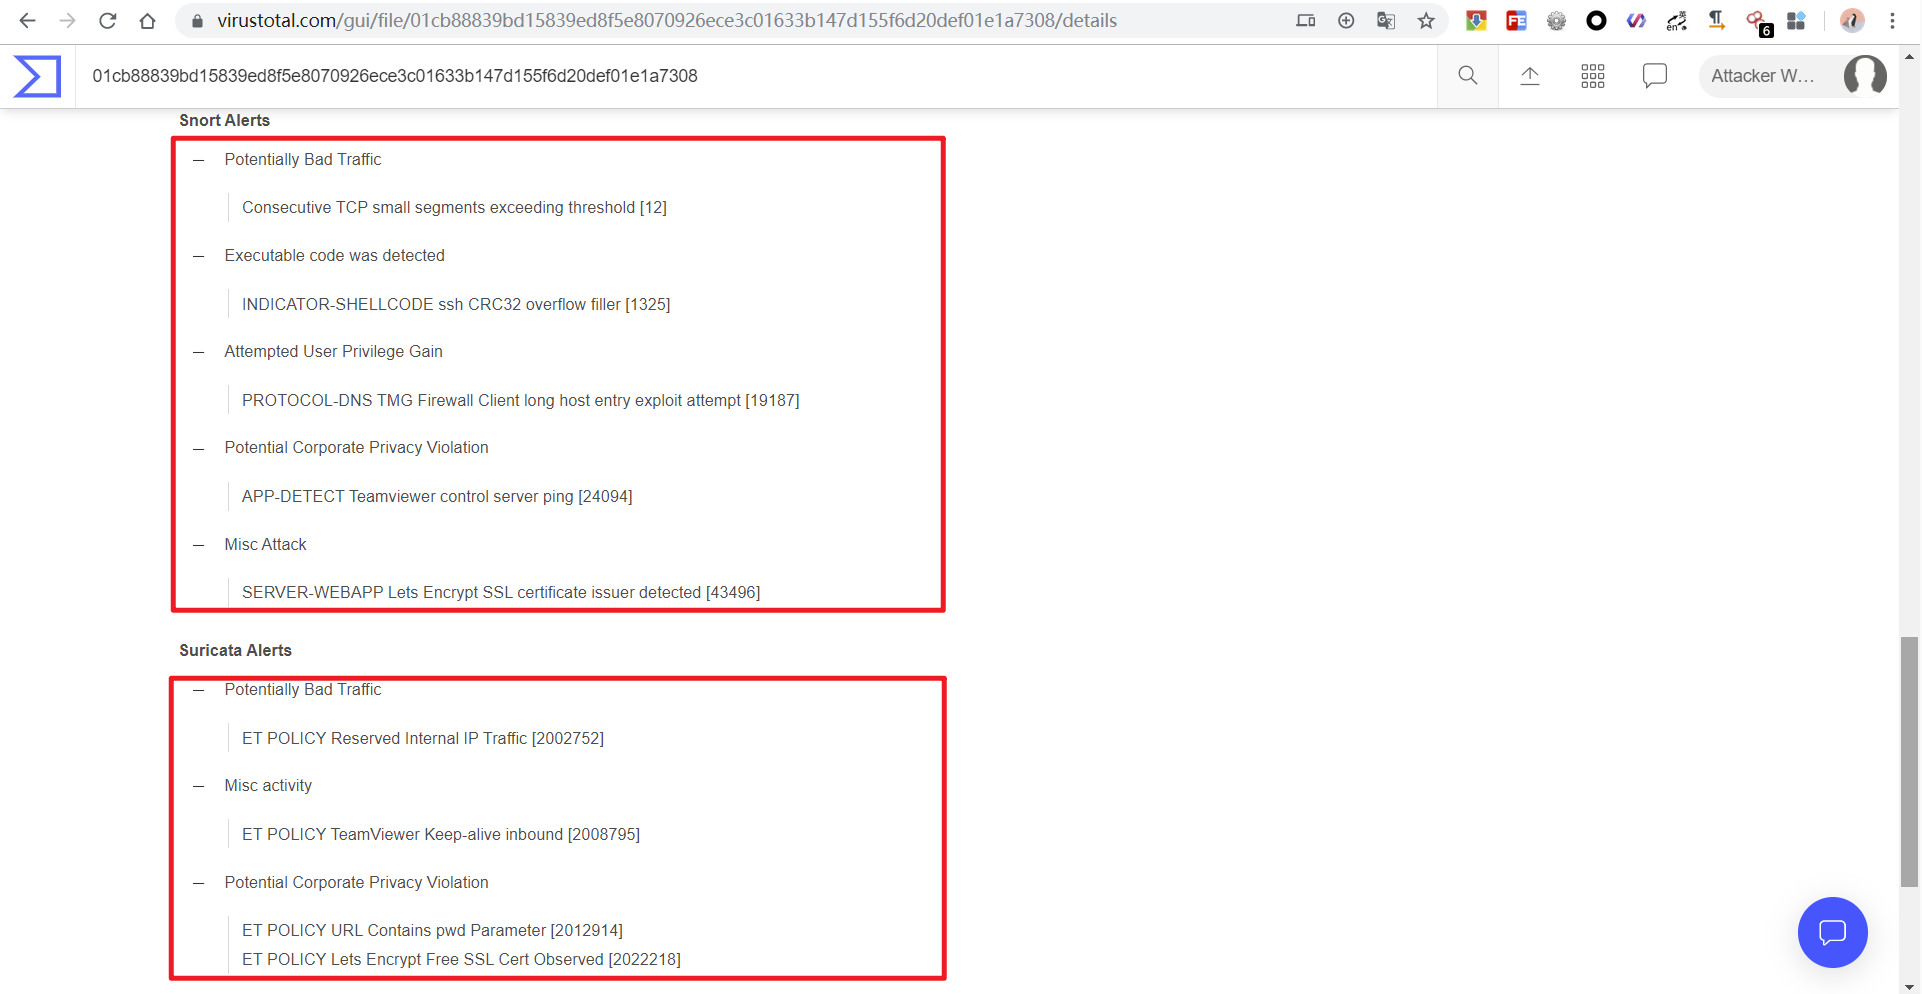 virustotal.com/gui/file/01cb88839bd15839ed8f5e8070926ece3c01633b147d155f6d20def01e1a7308/details
FE
en
6
01cb88839bd15839ed8f5e8070926ece3c01633b147d155f6d20def01e1a7308
Attacker W...
Snort Alerts
— Potentially Bad Traffic
Consecutive TCP small segments exceeding threshold [12]
— Executable code was detected
INDICATOR-SHELLCODE ssh CRC32 overflow filler [1325]
— Attempted User Privilege Gain
PROTOCOL-DNS TMG Firewall Client long host entry exploit attempt [19187]
— Potential Corporate Privacy Violation
APP-DETECT Teamviewer control server ping [24094]
— Misc Attack
SERVER-WEBAPP Lets Encrypt SSL certificate issuer detected [43496]
Suricata Alerts
— Potentially Bad Traffic
ET POLICY Reserved Internal IP Traffic [2002752]
— Misc activity
ET POLICY TeamViewer Keep-alive inbound [2008795]
— Potential Corporate Privacy Violation
ET POLICY URL Contains pwd Parameter [2012914]
ET POLICY Lets Encrypt Free SSL Cert Observed [2022218]